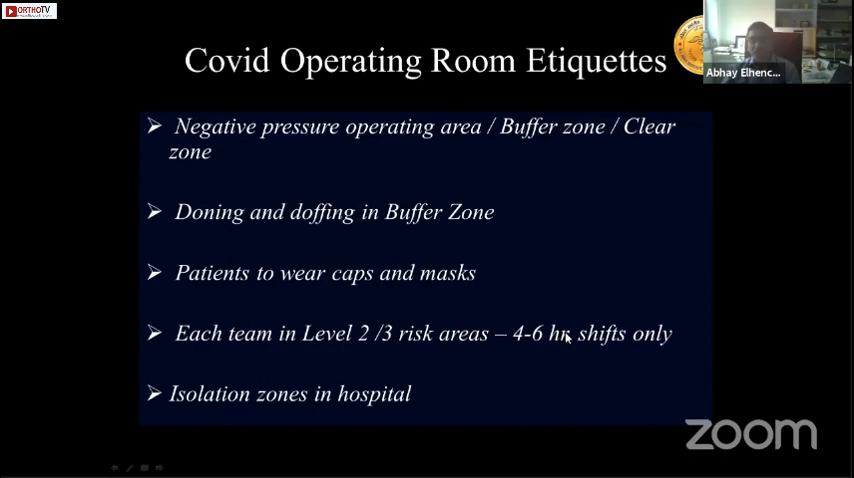 ORTHOTV
Covid Operating Room Etiquettes
Abhay Elhenc...
➢ Negative pressure operating area / Buffer zone / Clear
zone
➢ Doning and doffing in Buffer Zone
➢ Patients to wear caps and masks
➢ Each team in Level 2 /3 risk areas – 4-6 hr shifts only
➢ Isolation zones in hospital
zoom